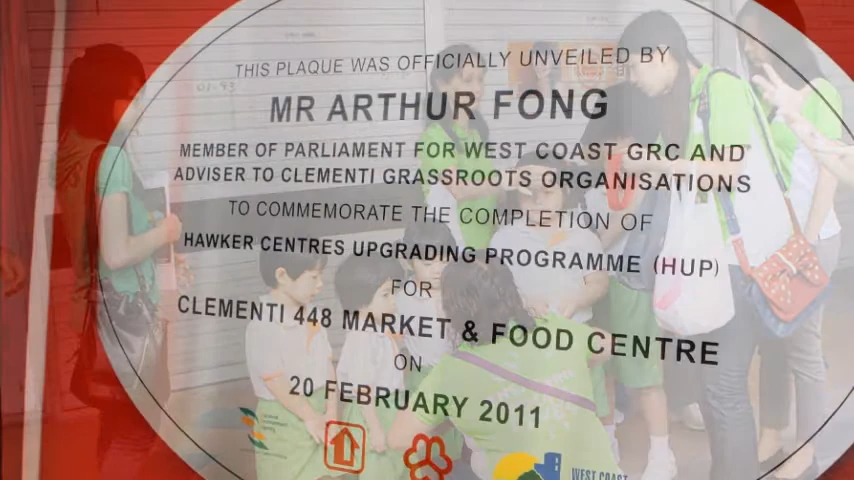 THIS PLAQUE WAS OFFICIALLY UNVEILED BY
MR ARTHUR FONG
MEMBER OF PARLIAMENT FOR WEST COAST GRC AND
ADVISER TO CLEMENTI GRASSROOTS ORGANISATIONS
TO COMMEMORATE THE COMPLETION OF
HAWKER CENTRES UPGRADING PROGRAMME (HUP)
FOR
CLEMENTI 448 MARKET & FOOD CENTRE
ON
20 FEBRUARY 2011
WEST COAST